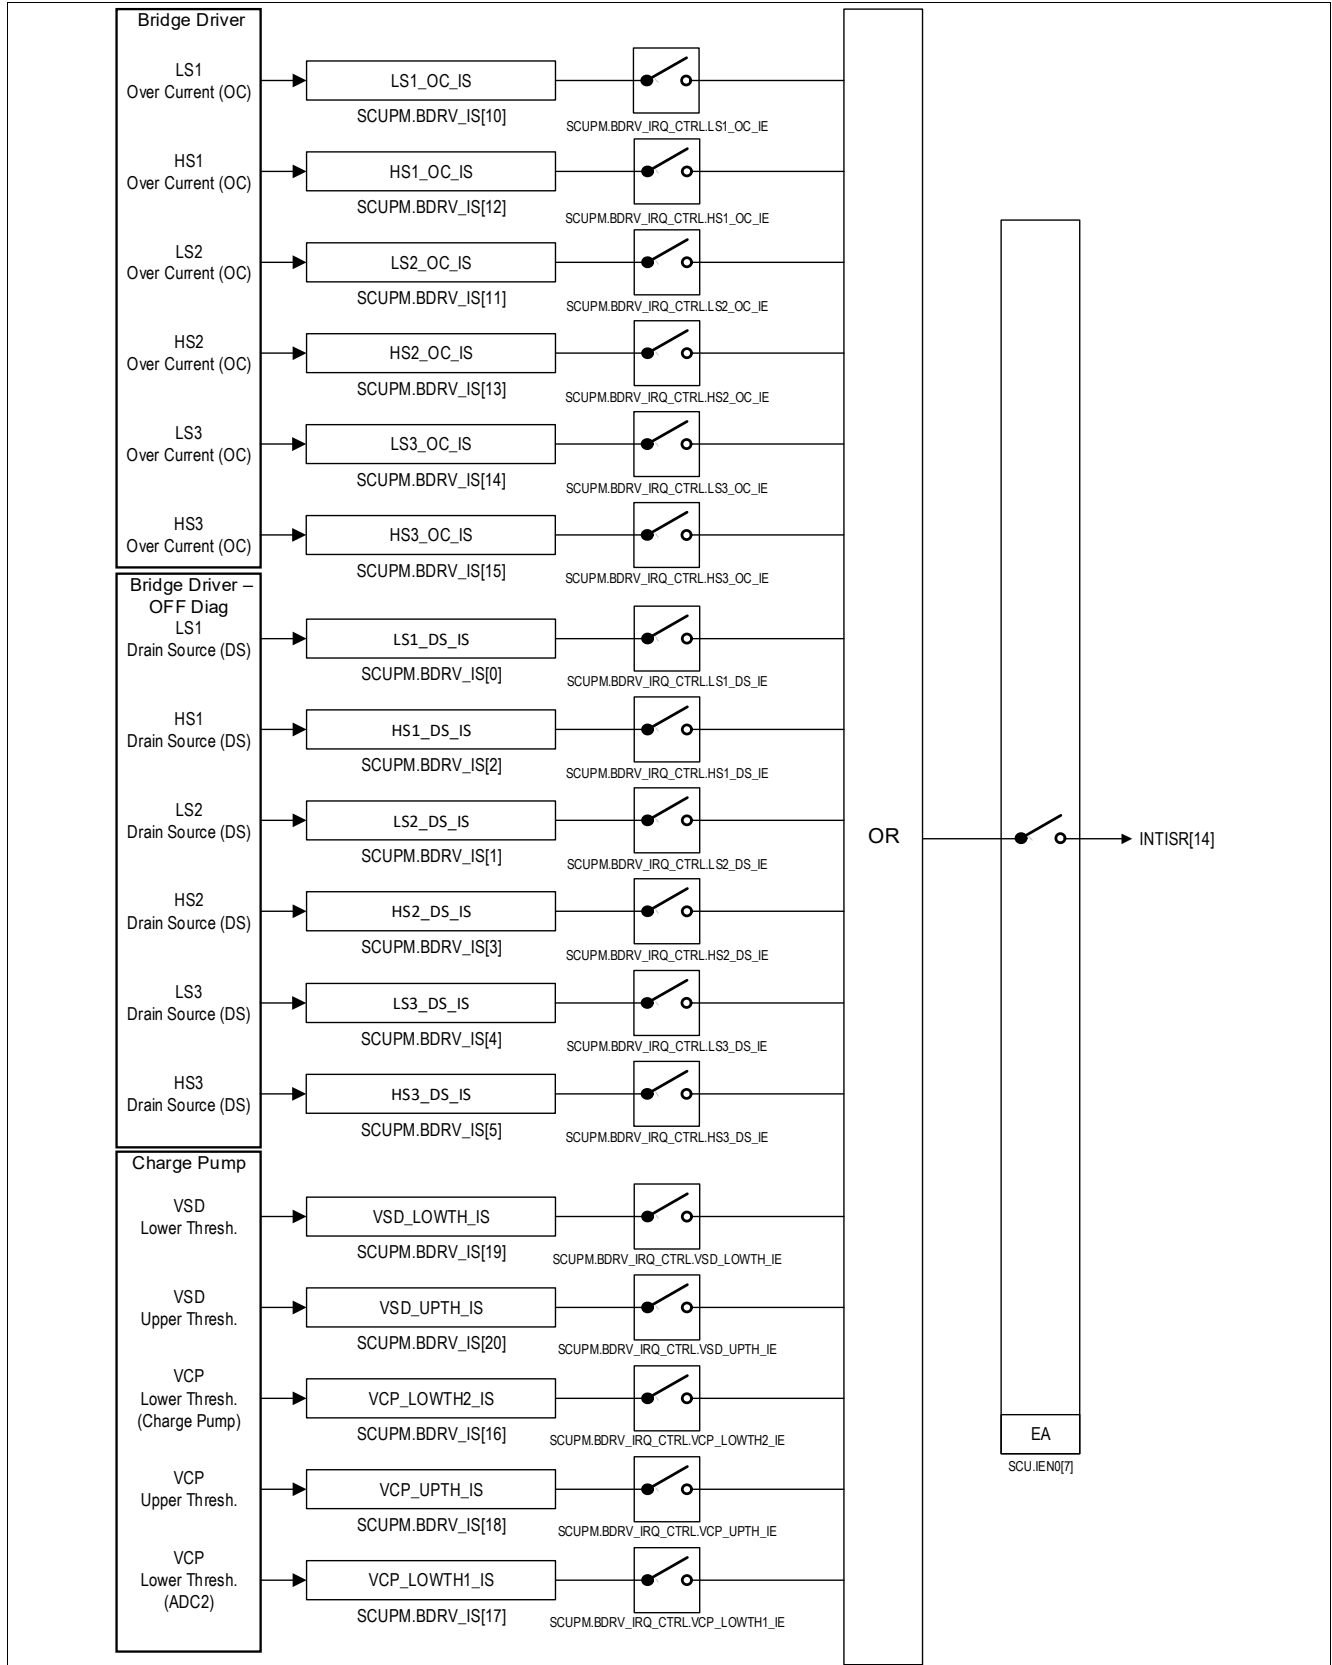 Bridge Driver
LS1
Over Current (OC)
LS1_OC_IS
SCUPM.BDRV_IS[10]
SCUPM.BDRV_IRQ_CTRL.LS1_OC_IE
HS1
Over Current (OC)
HS1_OC_IS
SCUPM.BDRV_IS[12]
SCUPM.BDRV_IRQ_CTRL.HS1_OC_IE
LS2
Over Current (OC)
LS2_OC_IS
SCUPM.BDRV_IS[11]
SCUPM.BDRV_IRQ_CTRL.LS2_OC_IE
HS2
Over Current (OC)
HS2_OC_IS
SCUPM.BDRV_IS[13]
SCUPM.BDRV_IRQ_CTRL.HS2_OC_IE
LS3
Over Current (OC)
LS3_OC_IS
SCUPM.BDRV_IS[14]
SCUPM.BDRV_IRQ_CTRL.LS3_OC_IE
HS3
Over Current (OC)
HS3_OC_IS
SCUPM.BDRV_IS[15]
SCUPM.BDRV_IRQ_CTRL.HS3_OC_IE
Bridge Driver –
OFF Diag
LS1
Drain Source (DS)
LS1_DS_IS
SCUPM.BDRV_IS[0]
SCUPM.BDRV_IRQ_CTRL.LS1_DS_IE
HS1
Drain Source (DS)
HS1_DS_IS
SCUPM.BDRV_IS[2]
SCUPM.BDRV_IRQ_CTRL.HS1_DS_IE
LS2
Drain Source (DS)
LS2_DS_IS
SCUPM.BDRV_IS[1]
SCUPM.BDRV_IRQ_CTRL.LS2_DS_IE
HS2
Drain Source (DS)
HS2_DS_IS
SCUPM.BDRV_IS[3]
SCUPM.BDRV_IRQ_CTRL.HS2_DS_IE
LS3
Drain Source (DS)
LS3_DS_IS
SCUPM.BDRV_IS[4]
SCUPM.BDRV_IRQ_CTRL.LS3_DS_IE
HS3
Drain Source (DS)
HS3_DS_IS
SCUPM.BDRV_IS[5]
SCUPM.BDRV_IRQ_CTRL.HS3_DS_IE
Charge Pump
VSD
Lower Thresh.
VSD_LOWTH_IS
SCUPM.BDRV_IS[19]
SCUPM.BDRV_IRQ_CTRL.VSD_LOWTH_IE
VSD
Upper Thresh.
VSD_UPTH_IS
SCUPM.BDRV_IS[20]
SCUPM.BDRV_IRQ_CTRL.VSD_UPTH_IE
VCP
Lower Thresh.
(Charge Pump)
VCP_LOWTH2_IS
SCUPM.BDRV_IS[16]
SCUPM.BDRV_IRQ_CTRL.VCP_LOWTH2_IE
VCP
Upper Thresh.
VCP_UPTH_IS
SCUPM.BDRV_IS[18]
SCUPM.BDRV_IRQ_CTRL.VCP_UPTH_IE
VCP
Lower Thresh.
(ADC2)
VCP_LOWTH1_IS
SCUPM.BDRV_IS[17]
SCUPM.BDRV_IRQ_CTRL.VCP_LOWTH1_IE
OR
INTISR[14]
EA
SCU.IEN0[7]